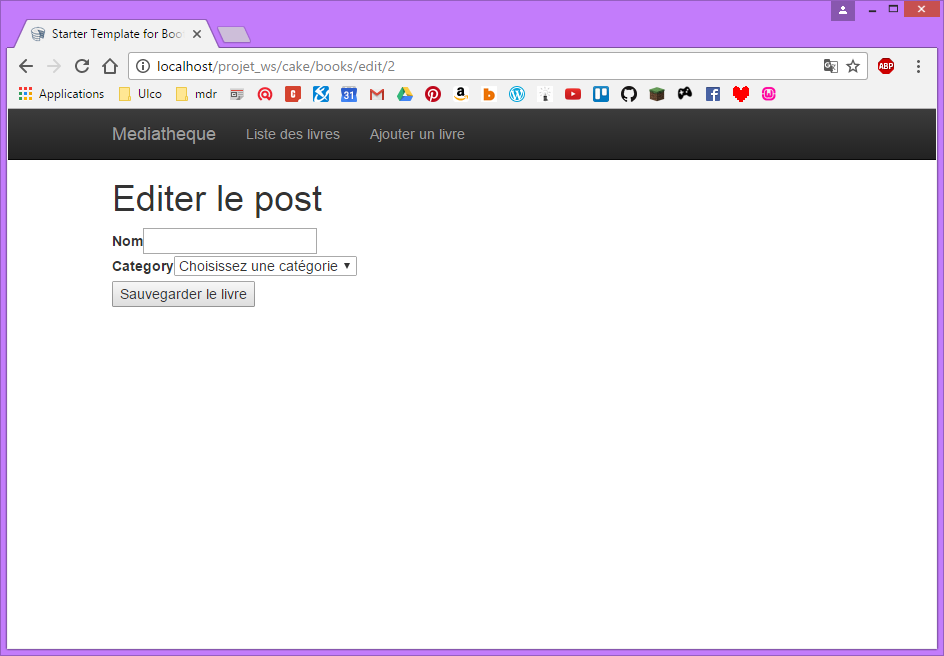 Starter Template for Boo
localhost/projet_ws/cake/books/edit/2
ABP
Applications Ulco mdr 31
Mediatheque Liste des livres Ajouter un livre
Editer le post
Nom
Category Choisissez une catégorie
Sauvegarder le livre